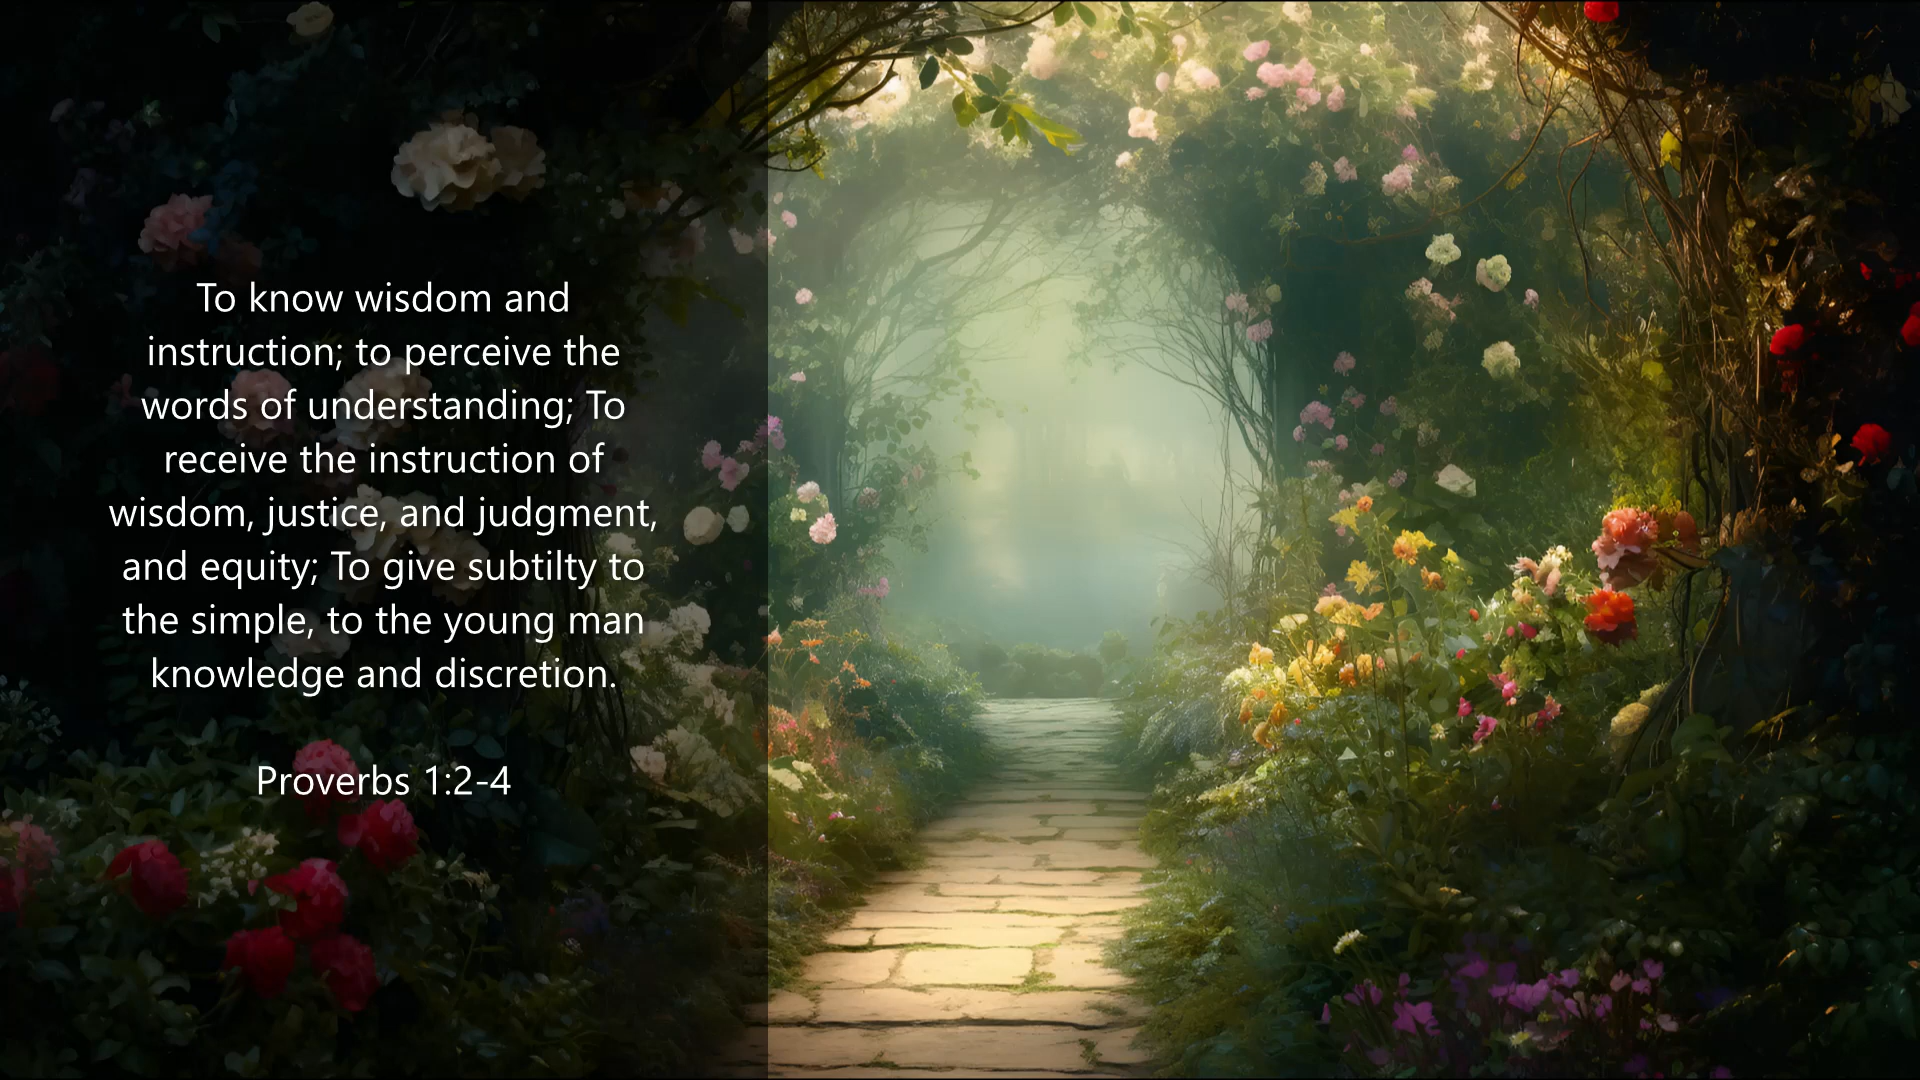 To know wisdom and
instruction; to perceive the
words of understanding; To
receive the instruction of
wisdom, justice, and judgment,
and equity; To give subtilty to
the simple, to the young man
knowledge and discretion.
Proverbs 1:2-4